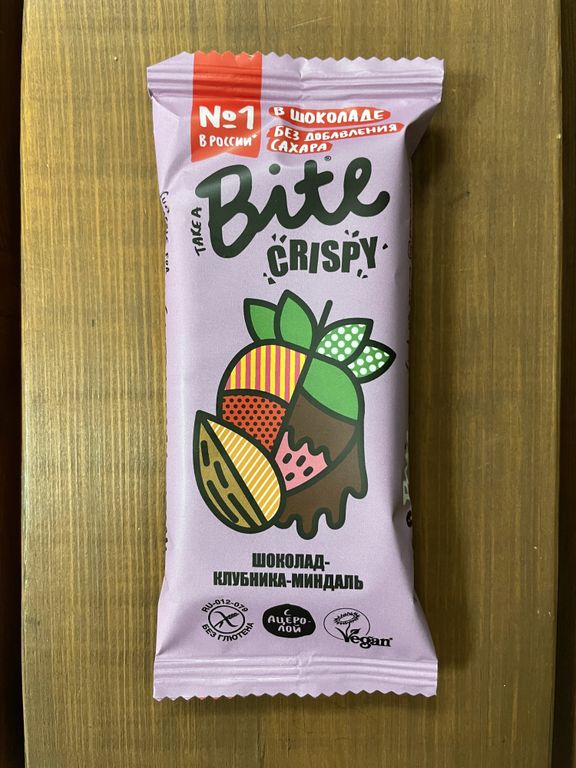 №1
В РОССИИ*
В ШОКОЛАДЕ
БЕЗ ДОБАВЛЕНИЯ
САХАРА
TAKE A
Bite®
CRISPY
ШОКОЛАД-
КЛУБНИКА-МИНДАЛЬ
RU-012-079
БЕЗ ГЛЮТЕНА
С
АЦЕРО-
ЛОЙ
Vegan